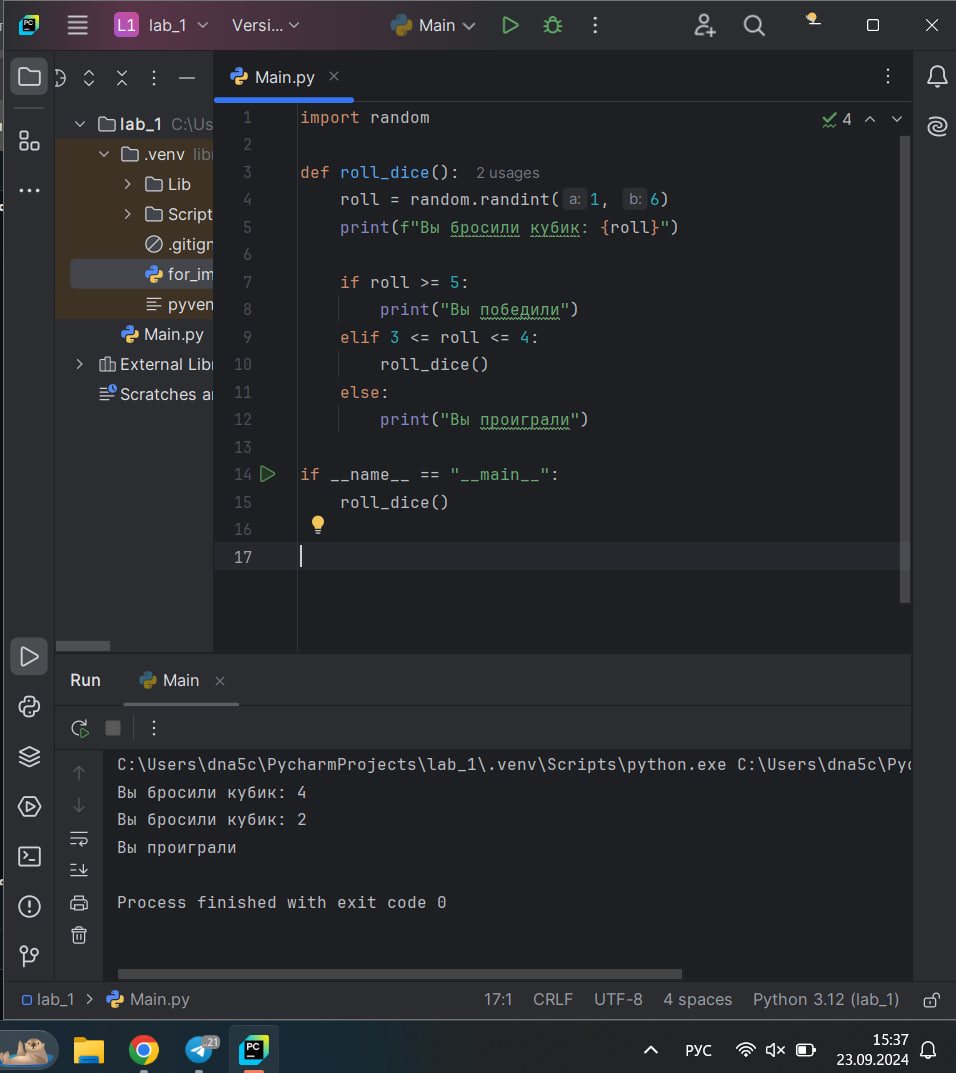 PC
L1 lab_1 Versi... Main
Main.py
lab_1 C:\Us
.venv libr
Lib
Script
.gitign
for_im
pyven
Main.py
External Libr
Scratches a
4
1 import random
2
3 def roll_dice(): 2 usages
4 roll = random.randint( a: 1, b: 6)
5 print(f"Вы бросили кубик: {roll}")
6
7 if roll >= 5:
8 print("Вы победили")
9 elif 3 <= roll <= 4:
10 roll_dice()
11 else:
12 print("Вы проиграли")
13
14 if __name__ == "__main__":
15 roll_dice()
16
17
Run Main
C:\Users\dna5c\PycharmProjects\lab_1\.venv\Scripts\python.exe C:\Users\dna5c\Pyc
Вы бросили кубик: 4
Вы бросили кубик: 2
Вы проиграли
Process finished with exit code 0
lab_1 > Main.py 17:1 CRLF UTF-8 4 spaces Python 3.12 (lab_1)
21 PC РУС 15:37
23.09.2024